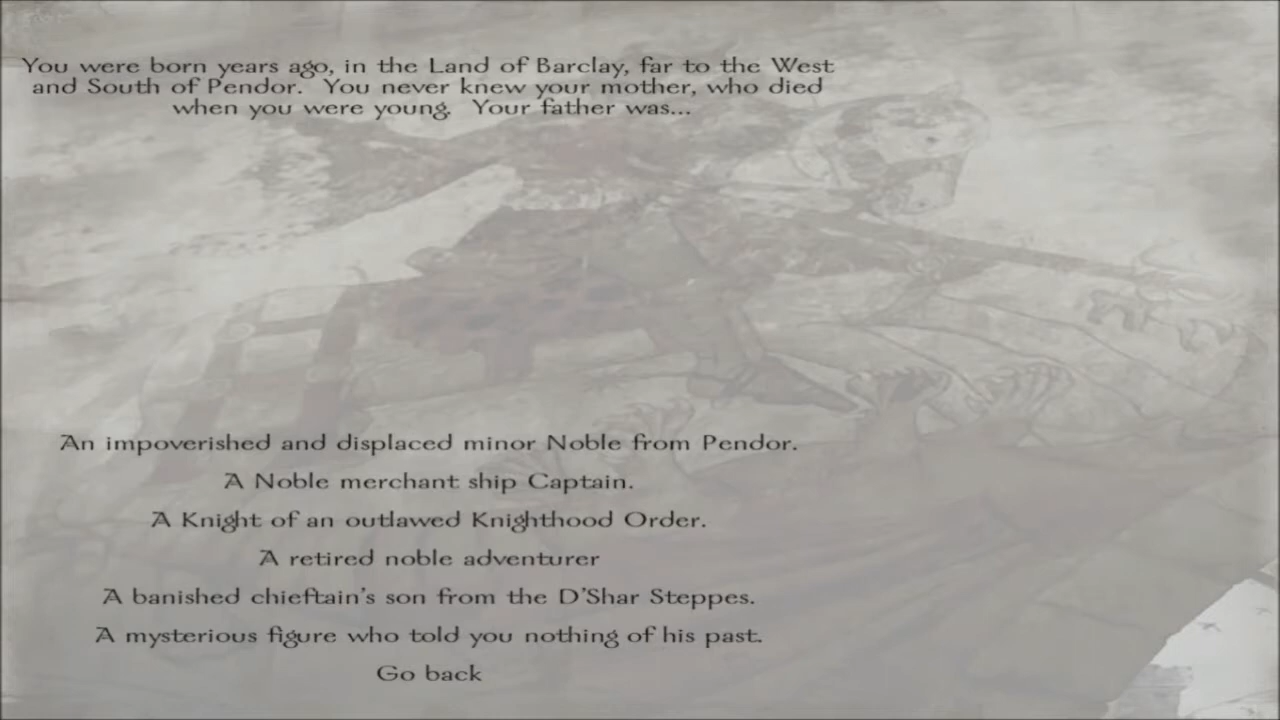 You were born years ago, in the Land of Barclay, far to the West
and South of Pendor. You never knew your mother, who died
when you were young. Your father was...
An impoverished and displaced minor Noble from Pendor.
A Noble merchant ship Captain.
A Knight of an outlawed Knighthood Order.
A retired noble adventurer
A banished chieftain's son from the D'Shar Steppes.
A mysterious figure who told you nothing of his past.
Go back